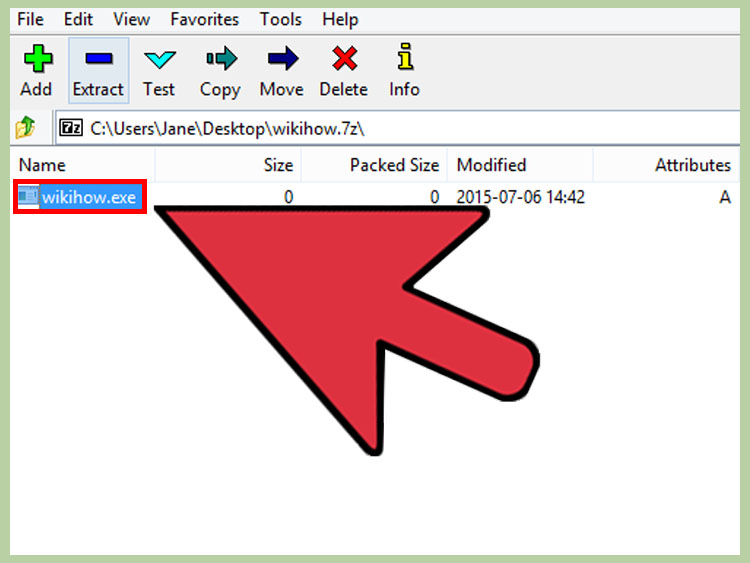 File Edit View Favorites Tools Help
Add Extract Test Copy Move Delete Info
7z C:\Users\Jane\Desktop\wikihow.7z\
Name Size Packed Size Modified Attributes
wikihow.exe 0 0 2015-07-06 14:42 A